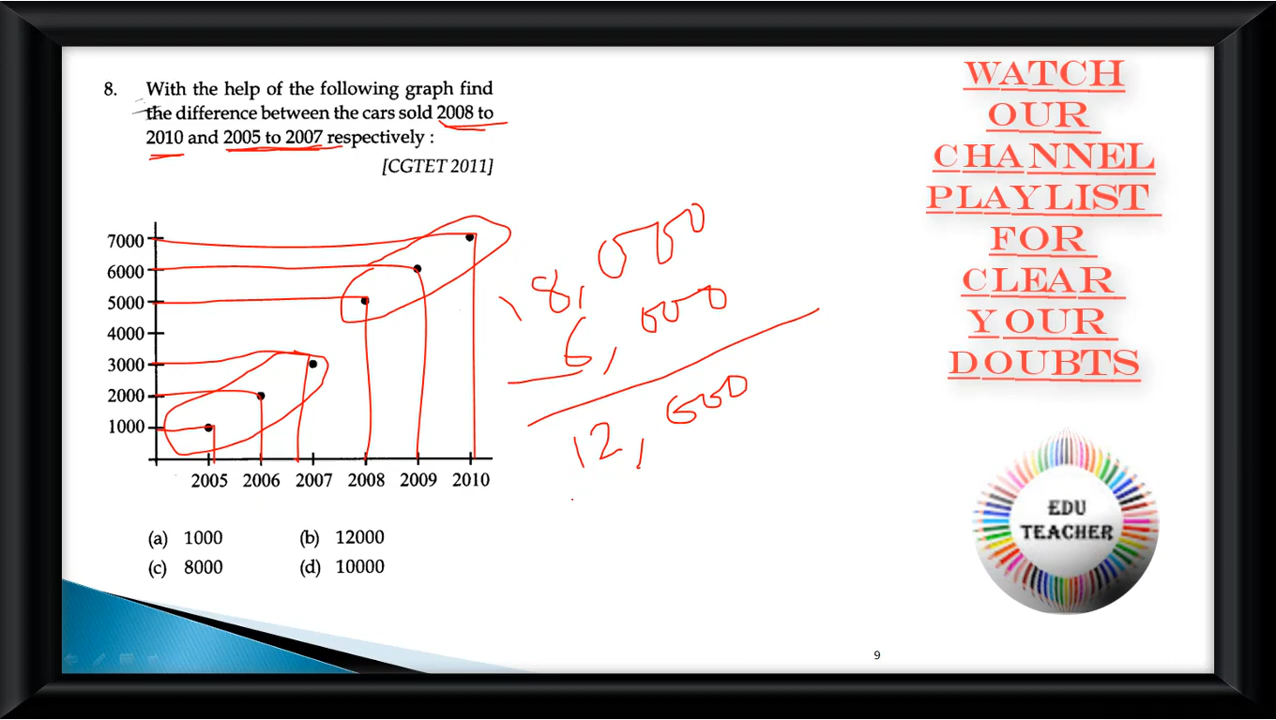 8. With the help of the following graph find
the difference between the cars sold 2008 to
2010 and 2005 to 2007 respectively :
[CGTET 2011]
7000
6000
5000
4000
3000
2000
1000
2005 2006 2007 2008 2009 2010
(a) 1000 (b) 12000
(c) 8000 (d) 10000
18,000
6,000
12,000
WATCH
OUR
CHANNEL
PLAYLIST
FOR
CLEAR
YOUR
DOUBTS
EDU
TEACHER
9